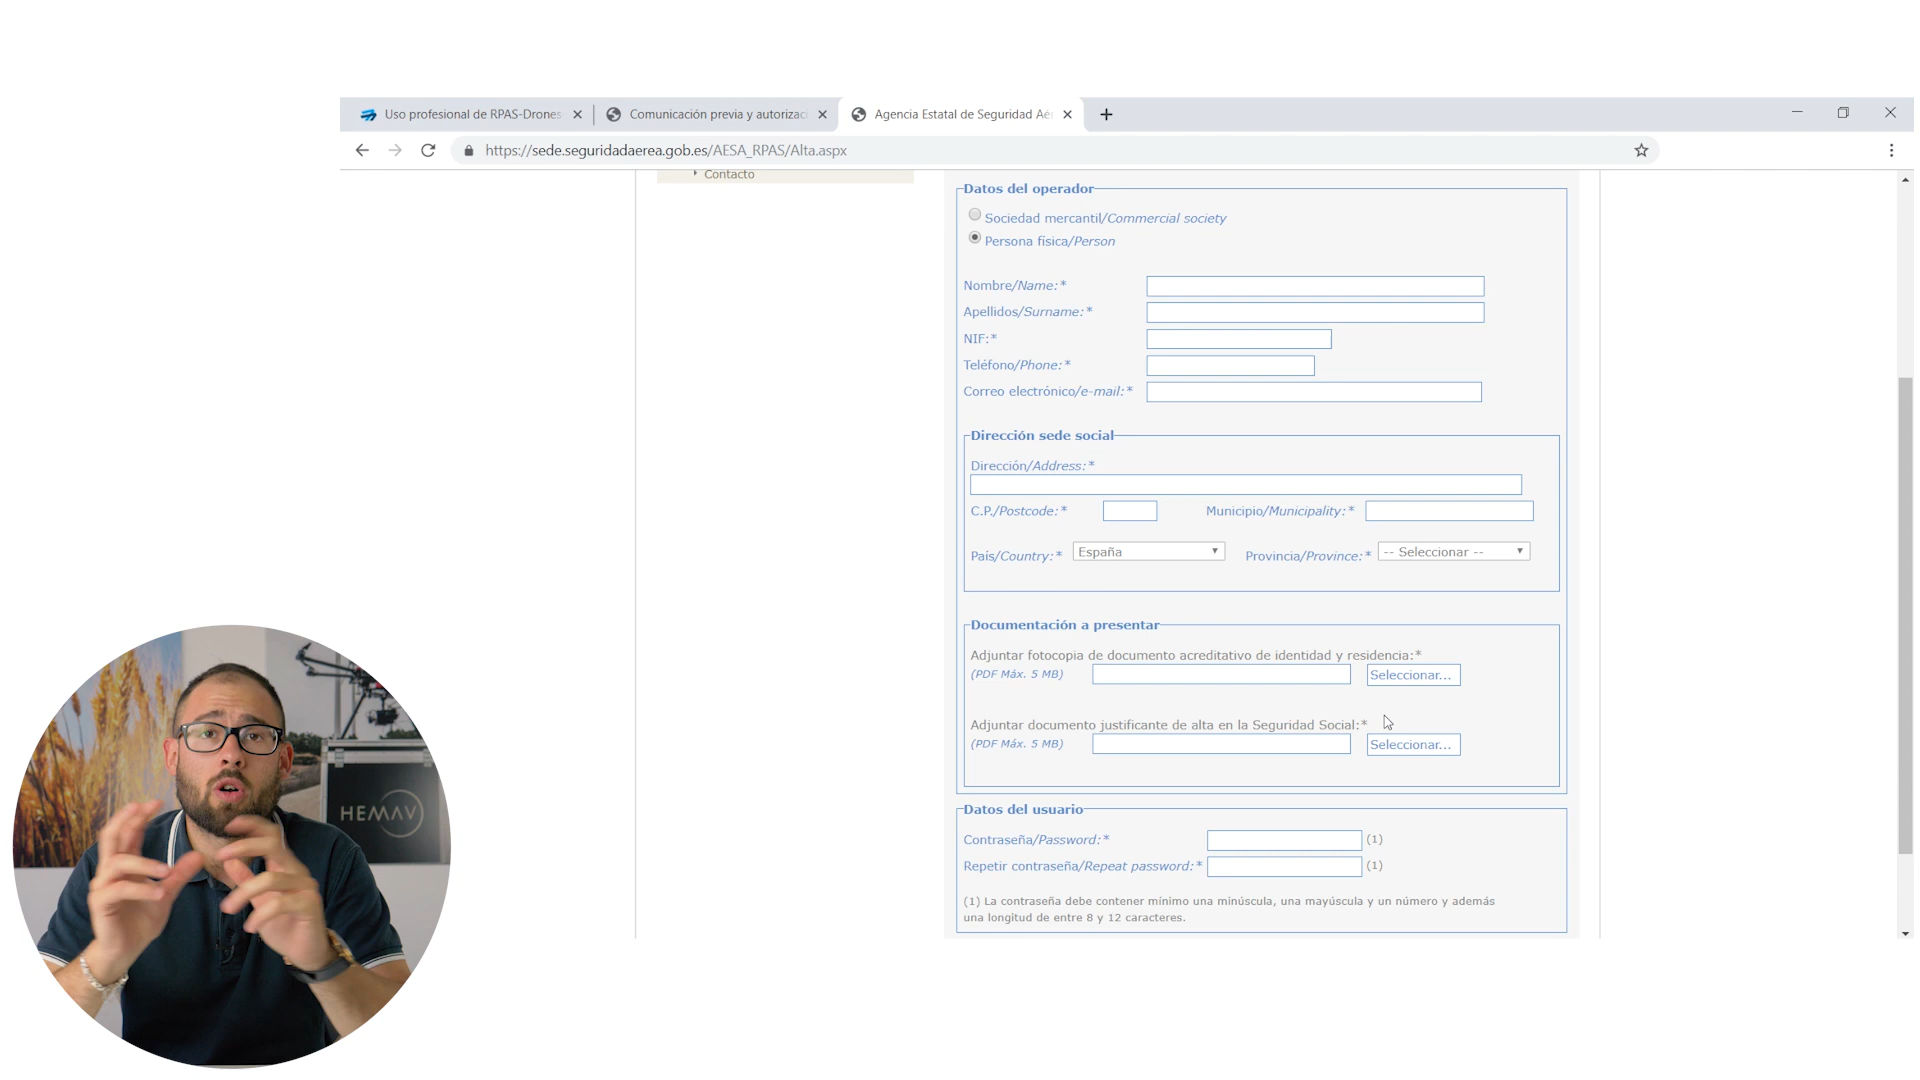 Uso profesional de RPAS-Drones
Comunicación previa y autorizac
Agencia Estatal de Seguridad Aér
https://sede.seguridadaerea.gob.es/AESA_RPAS/Alta.aspx
Contacto
Datos del operador
Sociedad mercantil/Commercial society
Persona física/Person
Nombre/Name:*
Apellidos/Surname:*
NIF:*
Teléfono/Phone:*
Correo electrónico/e-mail:*
Dirección sede social
Dirección/Address:*
C.P./Postcode:* Municipio/Municipality:*
País/Country:* España Provincia/Province:* -- Seleccionar --
Documentación a presentar
Adjuntar fotocopia de documento acreditativo de identidad y residencia:*
(PDF Máx. 5 MB) Seleccionar...
Adjuntar documento justificante de alta en la Seguridad Social:*
(PDF Máx. 5 MB) Seleccionar...
Datos del usuario
Contraseña/Password:* (1)
Repetir contraseña/Repeat password:* (1)
(1) La contraseña debe contener mínimo una minúscula, una mayúscula y un número y además
una longitud de entre 8 y 12 caracteres.
HEMAV